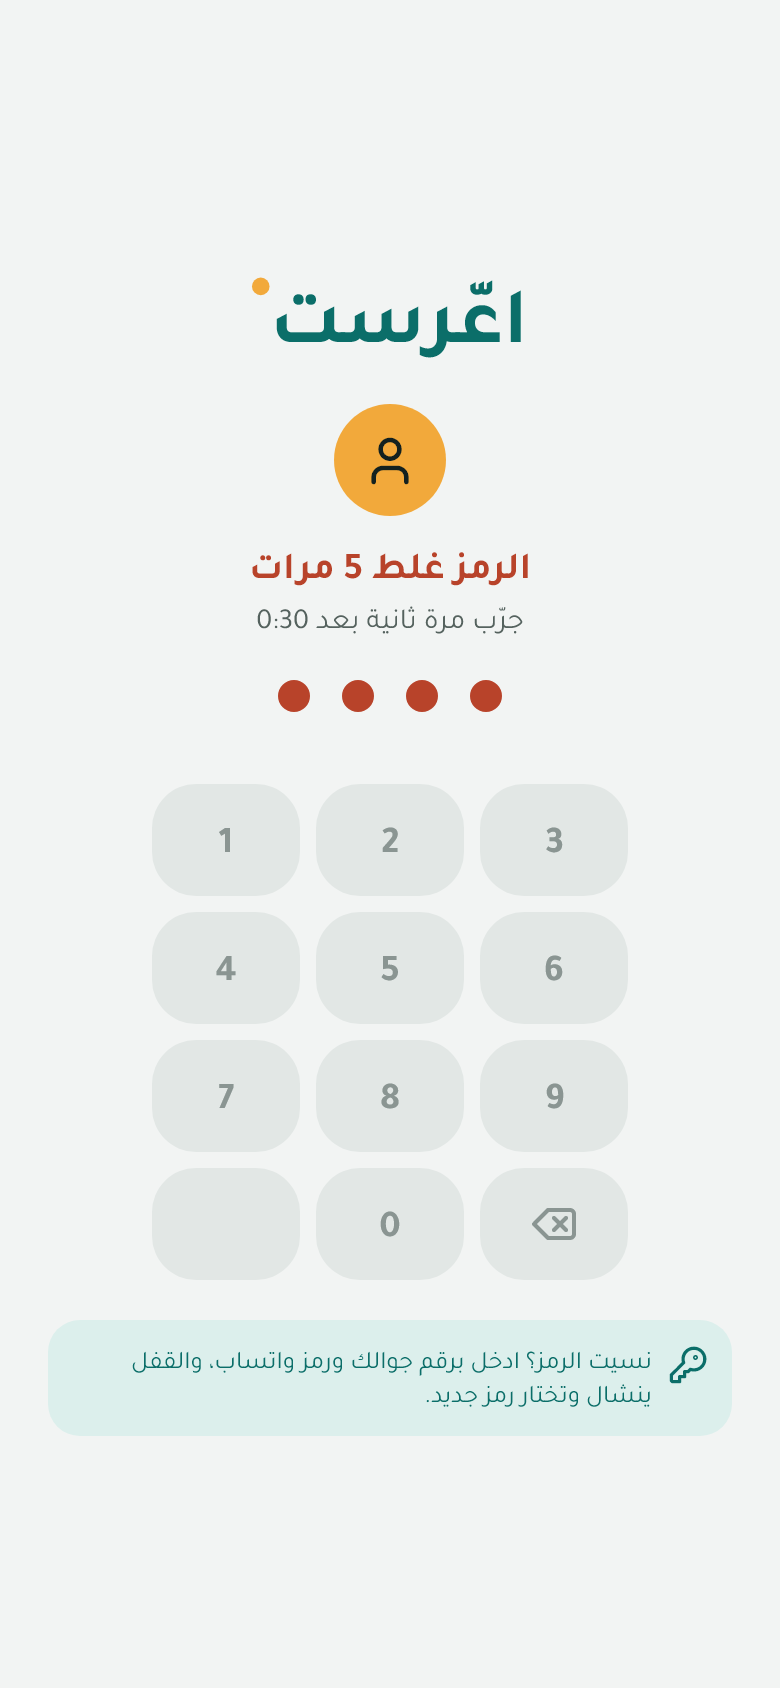 اعّرست
الرمز غلط 5 مرات
جرّب مرة ثانية بعد 0:30
1 2 3
4 5 6
7 8 9
0
نسيت الرمز؟ ادخل برقم جوالك ورمز واتساب، والقفل
ينشال وتختار رمز جديد.